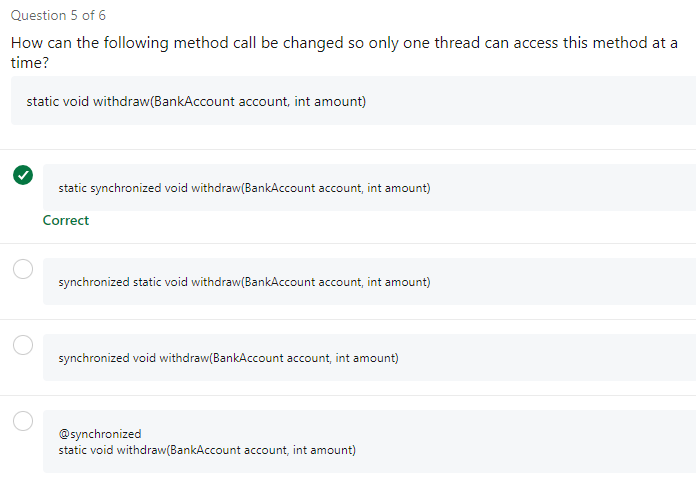 Question 5 of 6
How can the following method call be changed so only one thread can access this method at a
time?
static void withdraw(BankAccount account, int amount)
static synchronized void withdraw(BankAccount account, int amount)
Correct
synchronized static void withdraw(BankAccount account, int amount)
synchronized void withdraw(BankAccount account, int amount)
@synchronized
static void withdraw(BankAccount account, int amount)